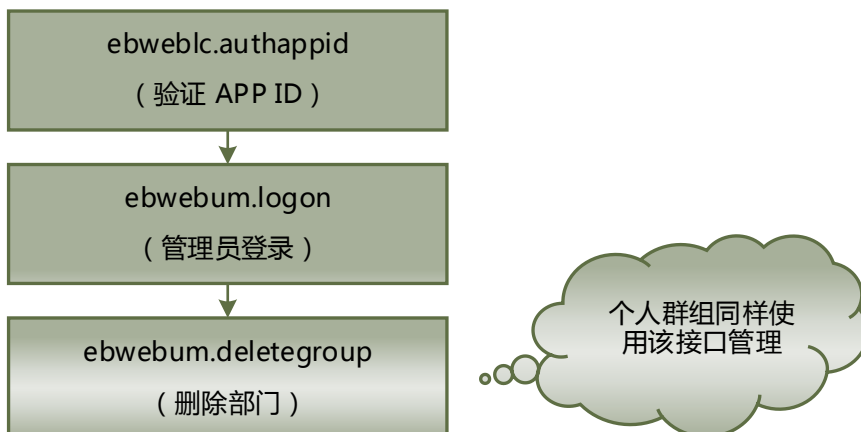 ebweblc.authappid
（验证 APP ID）
ebwebum.logon
（管理员登录）
ebwebum.deletegroup
（删除部门）
个人群组同样使
用该接口管理